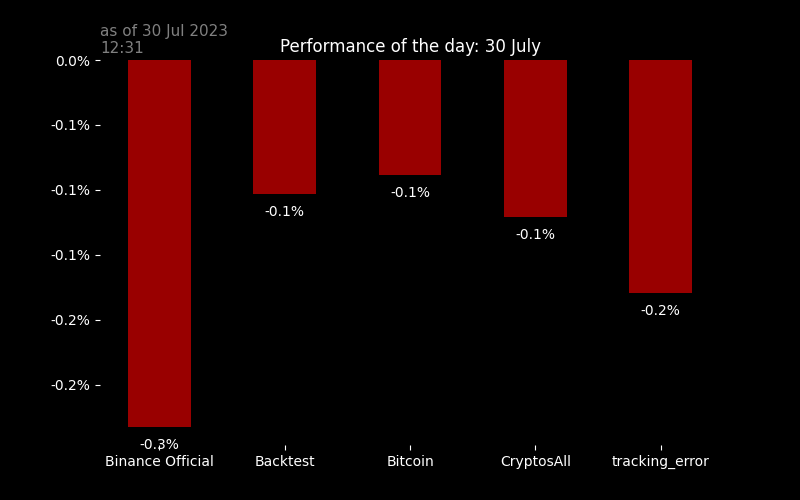 as of 30 Jul 2023
12:31
Performance of the day: 30 July
0.0%
-0.1%
-0.1%
-0.1%
-0.2%
-0.2%
-0.3%
-0.1%
-0.1%
-0.1%
-0.2%
Binance Official
Backtest
Bitcoin
CryptosAll
tracking_error